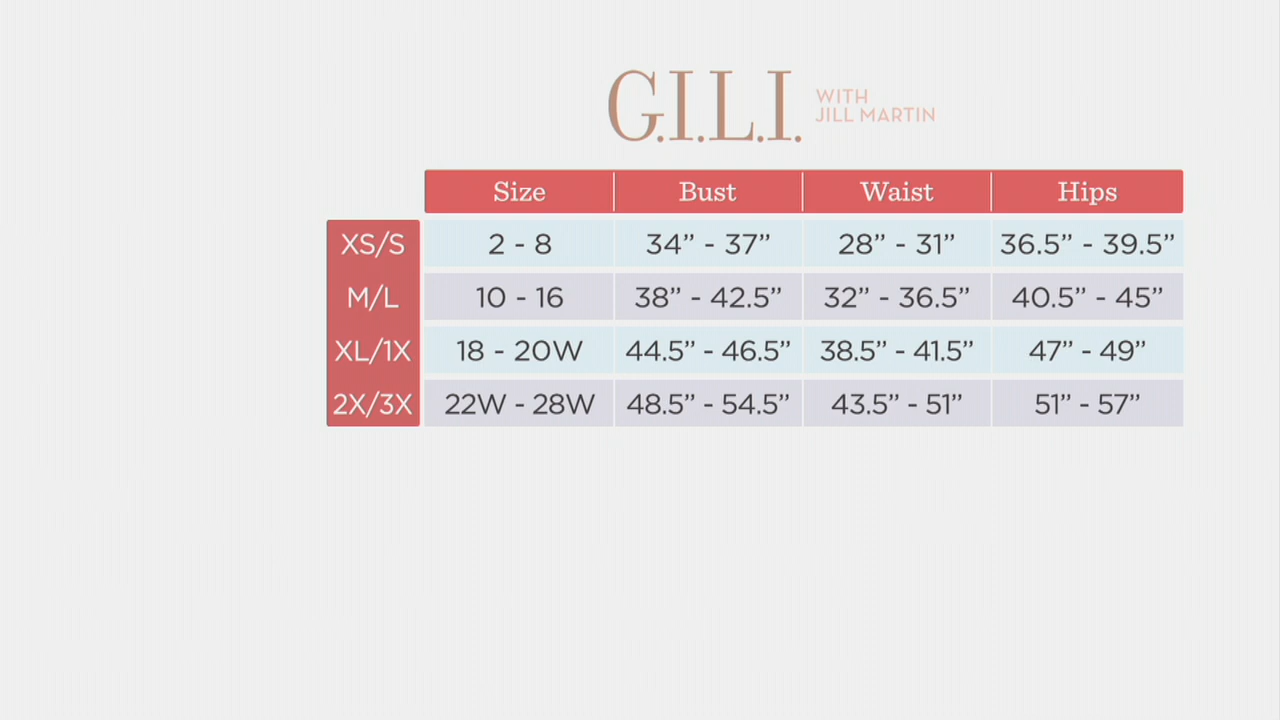 G.I.L.I. WITH
JILL MARTIN
Size Bust Waist Hips
XS/S 2 - 8 34” - 37” 28” - 31” 36.5” - 39.5”
M/L 10 - 16 38” - 42.5” 32” - 36.5” 40.5” - 45”
XL/1X 18 - 20W 44.5” - 46.5” 38.5” - 41.5” 47” - 49”
2X/3X 22W - 28W 48.5” - 54.5” 43.5” - 51” 51” - 57”